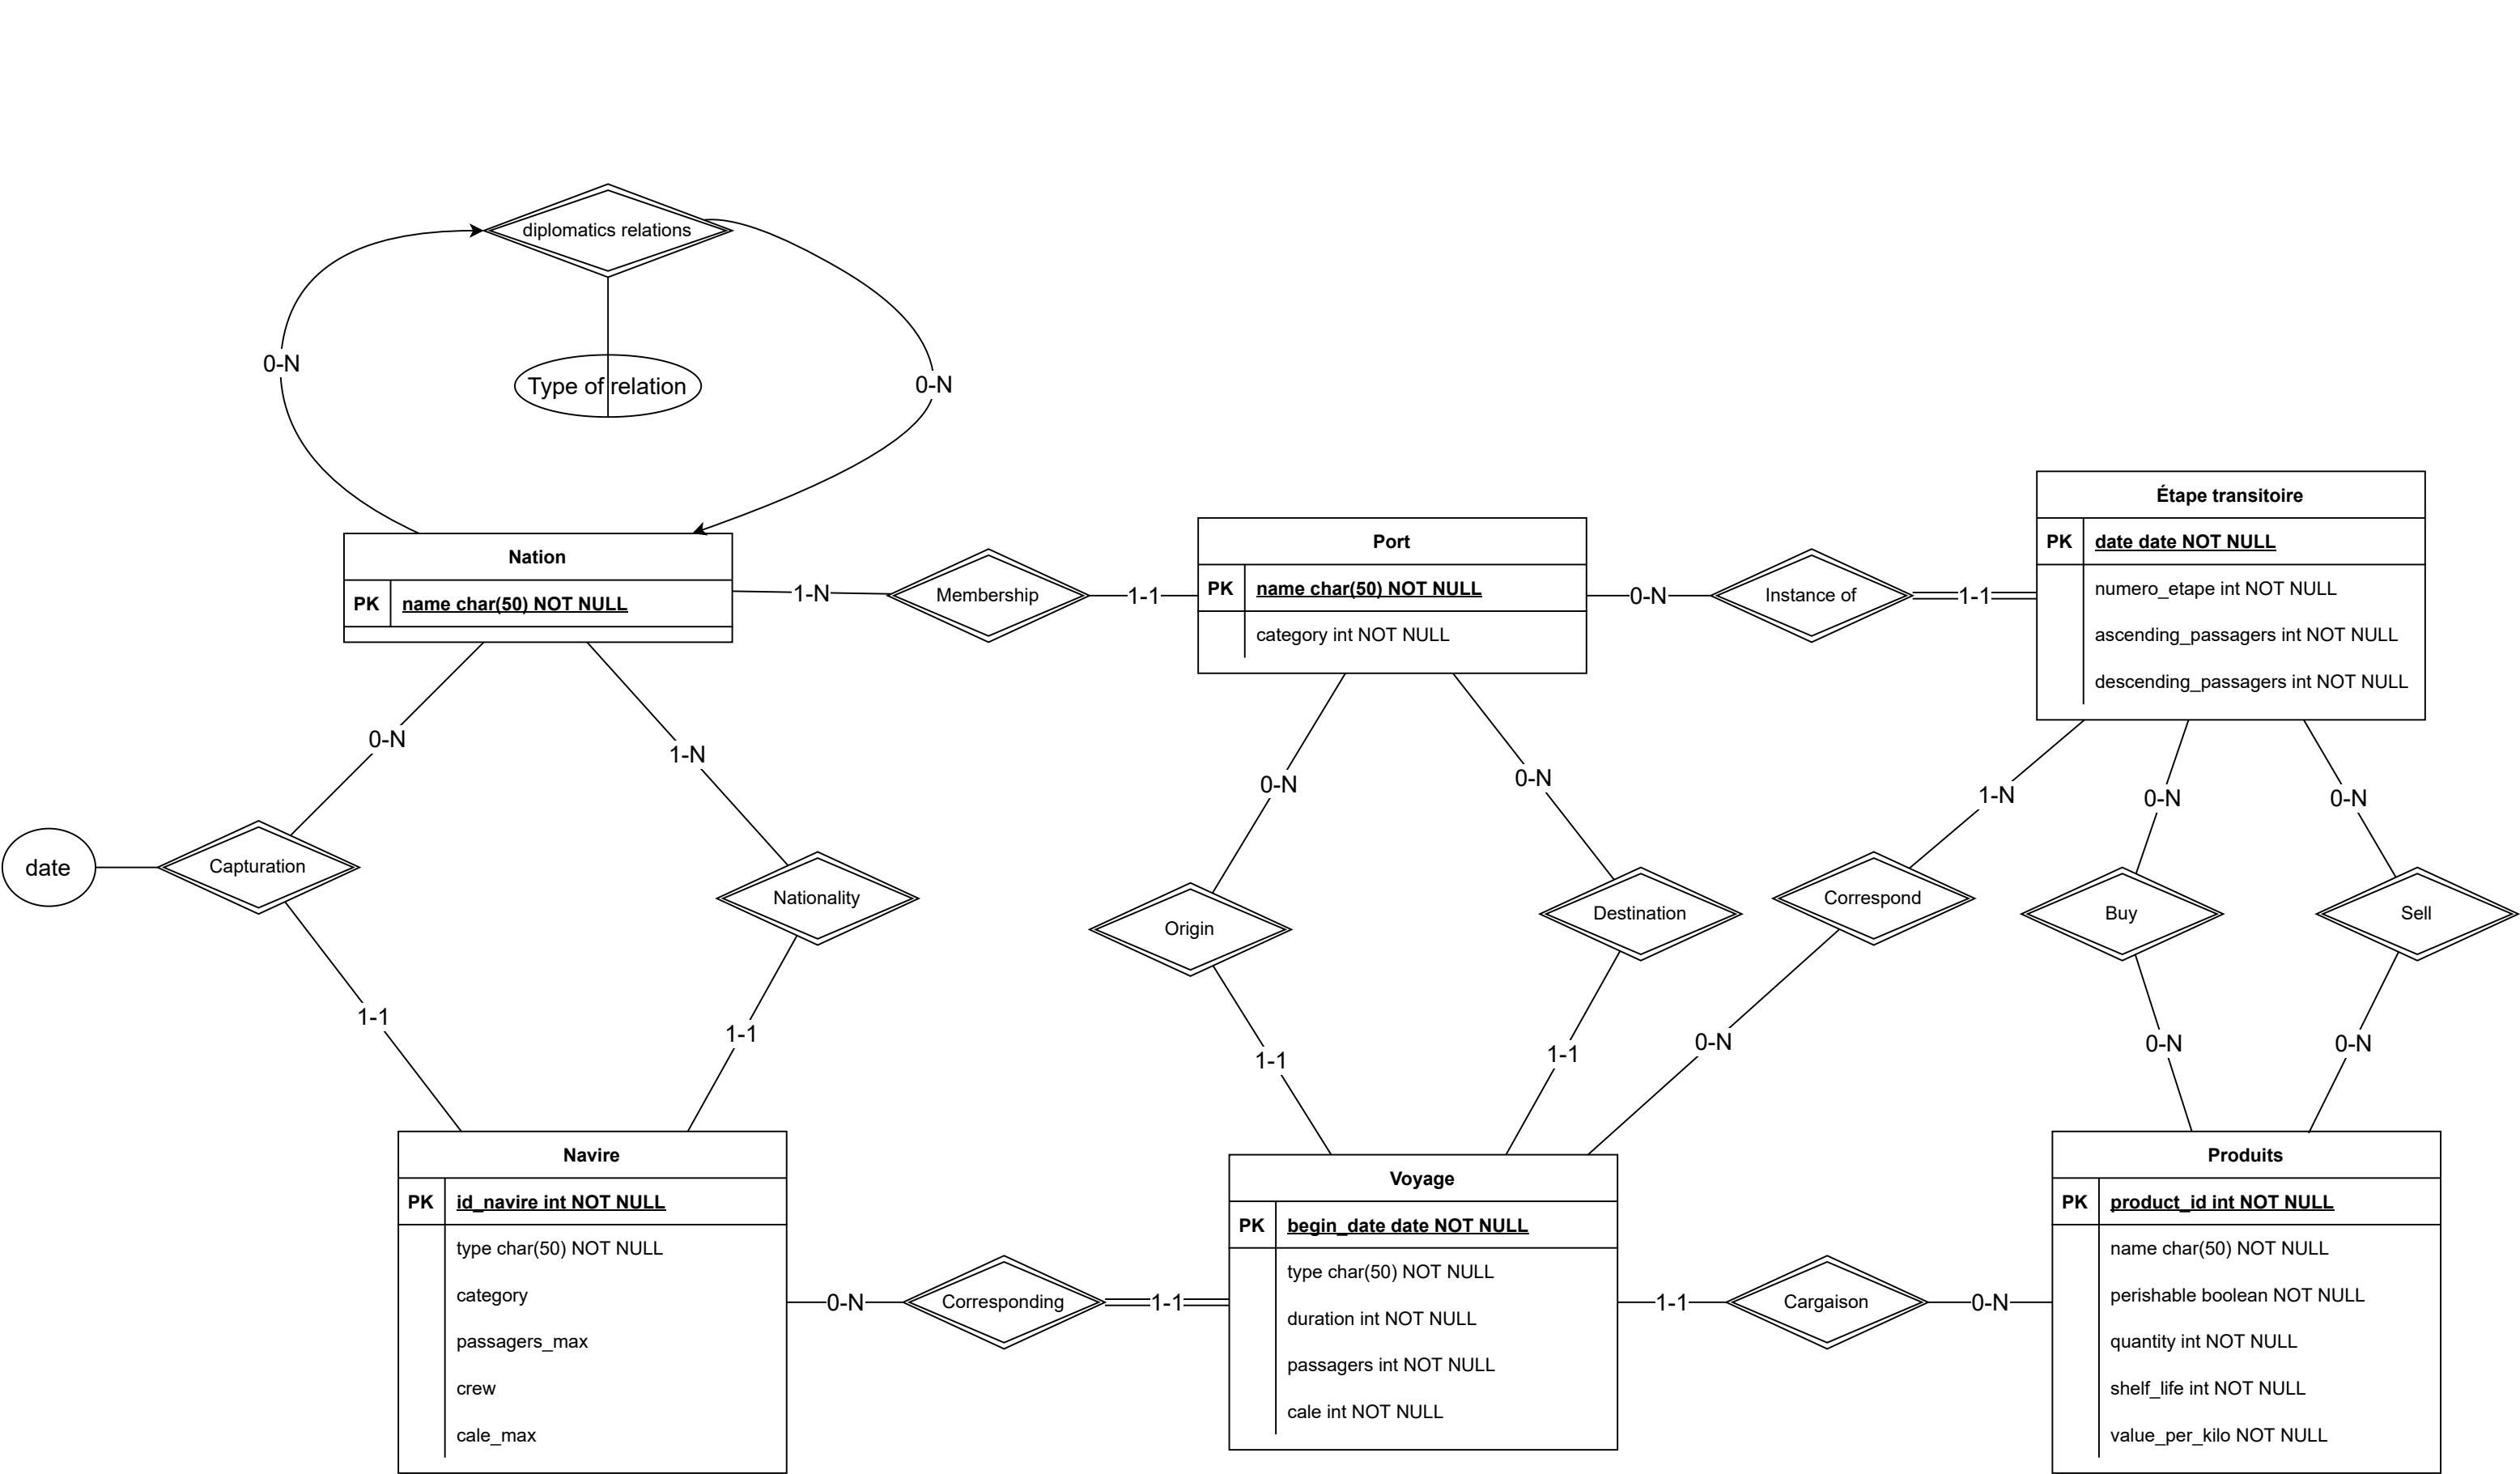 diplomatics relations
0-N
Type of relation
0-N
Nation
PK
name char(50) NOT NULL
1-N
Membership
1-1
Port
PK
name char(50) NOT NULL
category int NOT NULL
0-N
Instance of
1-1
Étape transitoire
PK
date date NOT NULL
numero_etape int NOT NULL
ascending_passagers int NOT NULL
descending_passagers int NOT NULL
0-N
1-N
0-N
0-N
1-N
0-N
0-N
date
Capturation
Nationality
Origin
Destination
Correspond
Buy
Sell
1-1
1-1
1-1
1-1
0-N
0-N
0-N
Navire
PK
id_navire int NOT NULL
type char(50) NOT NULL
category
passagers_max
crew
cale_max
0-N
Corresponding
1-1
Voyage
PK
begin_date date NOT NULL
type char(50) NOT NULL
duration int NOT NULL
passagers int NOT NULL
cale int NOT NULL
1-1
Cargaison
0-N
Produits
PK
product_id int NOT NULL
name char(50) NOT NULL
perishable boolean NOT NULL
quantity int NOT NULL
shelf_life int NOT NULL
value_per_kilo NOT NULL